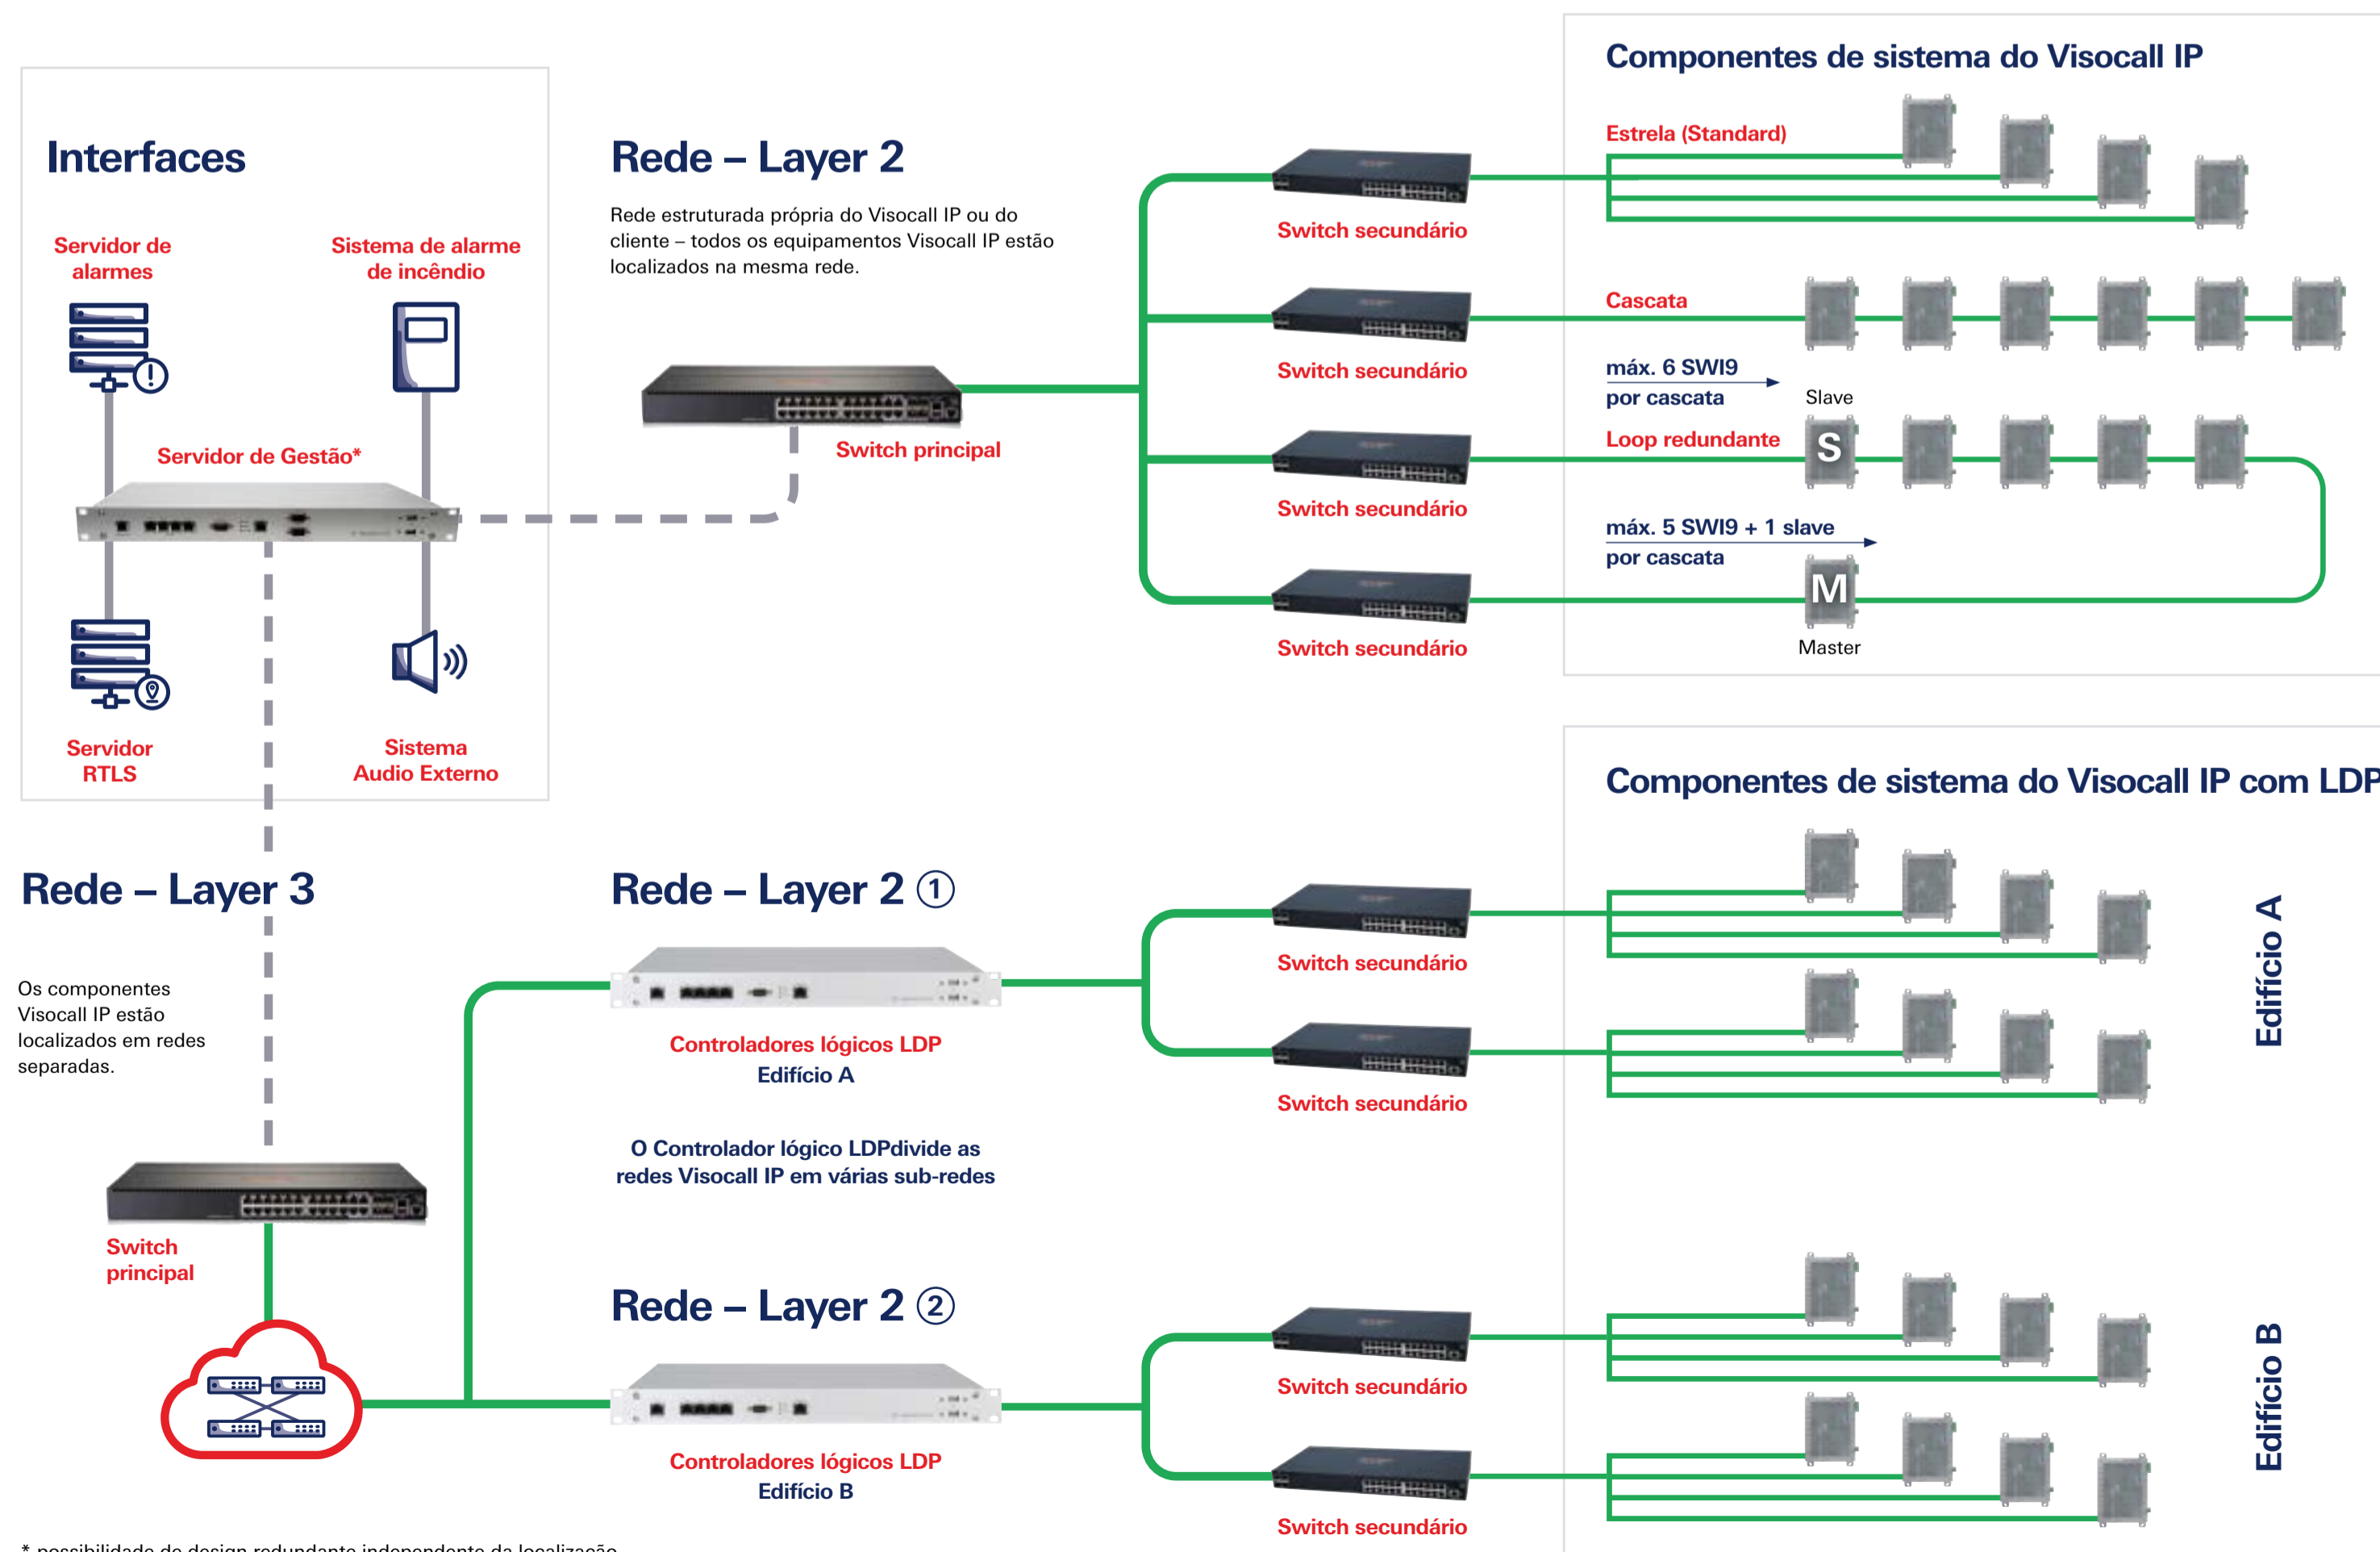 Interfaces
Servidor de
alarmes
Sistema de alarme
de incêndio
Servidor de Gestão*
Servidor
RTLS
Sistema
Audio Externo
Rede – Layer 2
Rede estruturada própria do Visocall IP ou do
cliente – todos os equipamentos Visocall IP estão
localizados na mesma rede.
Switch principal
Switch secundário
Switch secundário
Switch secundário
Switch secundário
Componentes de sistema do Visocall IP
Estrela (Standard)
Cascata
máx. 6 SWI9
por cascata
Slave
Loop redundante
S
máx. 5 SWI9 + 1 slave
por cascata
M
Master
Rede – Layer 3
Os componentes
Visocall IP estão
localizados em redes
separadas.
Switch
principal
Rede – Layer 2 ①
Controladores lógicos LDP
Edifício A
O Controlador lógico LDPdivide as
redes Visocall IP em várias sub-redes
Rede – Layer 2 ②
Controladores lógicos LDP
Edifício B
Switch secundário
Switch secundário
Switch secundário
Switch secundário
Componentes de sistema do Visocall IP com LDP
Edifício A
Edifício B
* possibilidade de design redundante independente da localização